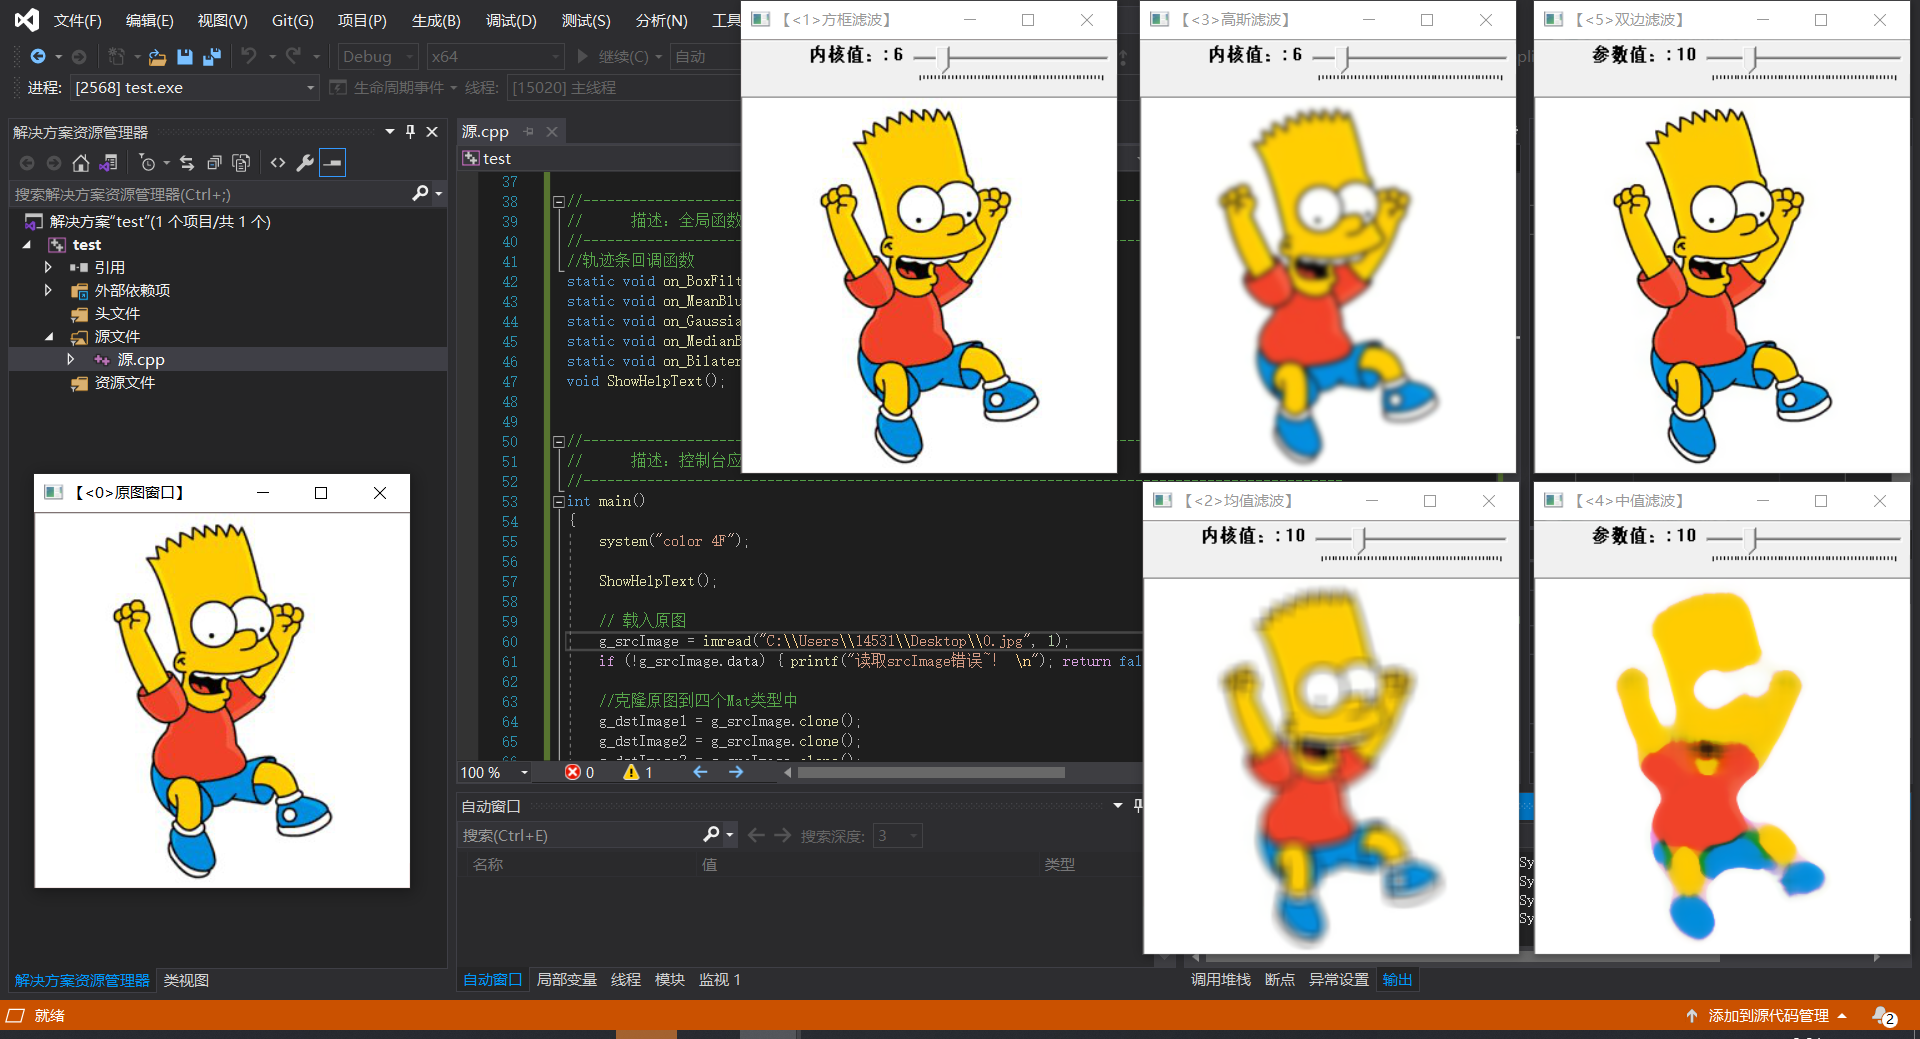 文件(F) 编辑(E) 视图(V) Git(G) 项目(P) 生成(B) 调试(D) 测试(S) 分析(N) 工具
Debug x64 继续(C) 自动
进程: [2568] test.exe 生命周期事件 线程: [15020] 主线程
解决方案资源管理器
搜索解决方案资源管理器(Ctrl+;)
解决方案"test"(1 个项目/共 1 个)
test
引用
外部依赖项
头文件
源文件
源.cpp
资源文件
【<0>原图窗口】
解决方案资源管理器 类视图
源.cpp
test
37
38 //------------------
39 // 描述：全局函数
40 //------------------
41 //轨迹条回调函数
42 static void on_BoxFilt
43 static void on_MeanBlu
44 static void on_Gaussia
45 static void on_MedianB
46 static void on_Bilater
47 void ShowHelpText();
48
49
50 //------------------
51 // 描述：控制台应
52 //------------------
53 int main()
54 {
55 system("color 4F");
56
57 ShowHelpText();
58
59 // 载入原图
60 g_srcImage = imread("C:\\Users\\14531\\Desktop\\0.jpg", 1);
61 if (!g_srcImage.data) { printf("读取srcImage错误~！ \n"); return fal
62
63 //克隆原图到四个Mat类型中
64 g_dstImage1 = g_srcImage.clone();
65 g_dstImage2 = g_srcImage.clone();
100 % 0 1
自动窗口
搜索(Ctrl+E) 搜索深度: 3
名称 值 类型
自动窗口 局部变量 线程 模块 监视 1
【<1>方框滤波】
内核值：: 6
【<3>高斯滤波】
内核值：: 6
【<5>双边滤波】
参数值：: 10
【<2>均值滤波】
内核值：: 10
【<4>中值滤波】
参数值：: 10
Sy
Sy
Sy
Sy
调用堆栈 断点 异常设置 输出
就绪 添加到源代码管理 2